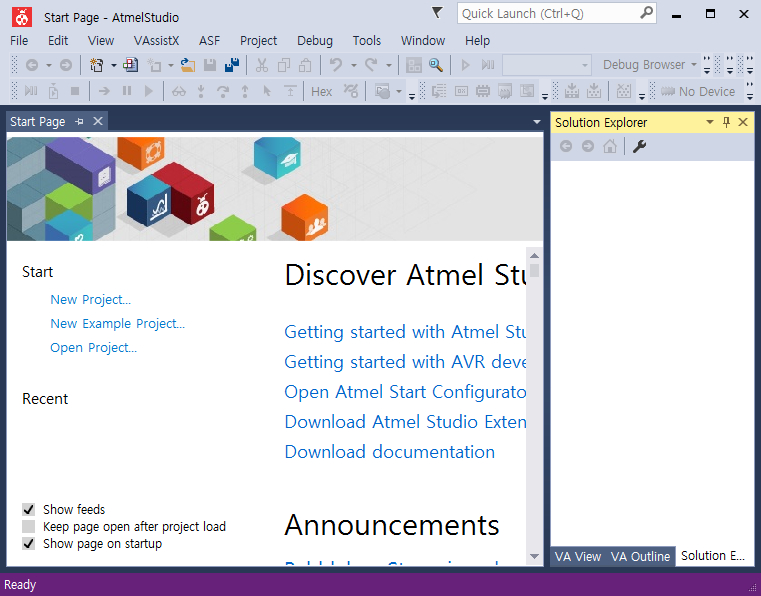 Start Page - AtmelStudio
Quick Launch (Ctrl+Q)
File Edit View VAssistX ASF Project Debug Tools Window Help
Debug Browser
Hex
No Device
Start Page
Solution Explorer
Start
New Project...
New Example Project...
Open Project...
Recent
Show feeds
Keep page open after project load
Show page on startup
Discover Atmel Stu
Getting started with Atmel Stu
Getting started with AVR deve
Open Atmel Start Configurato
Download Atmel Studio Exten
Download documentation
Announcements
VA View VA Outline Solution E...
Ready